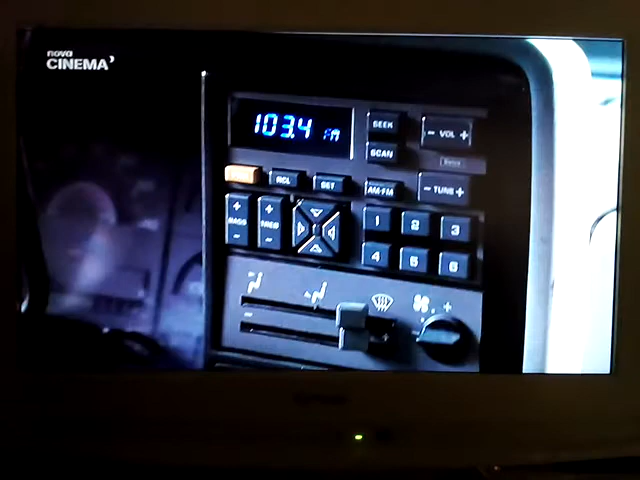 nova
CINEMA
103.4 FM
SEEK
- VOL +
SCAN
RCL
SET
AM·FM
- TUNE +
+
+
BASS
TREB
-
-
1
2
3
4
5
6
+